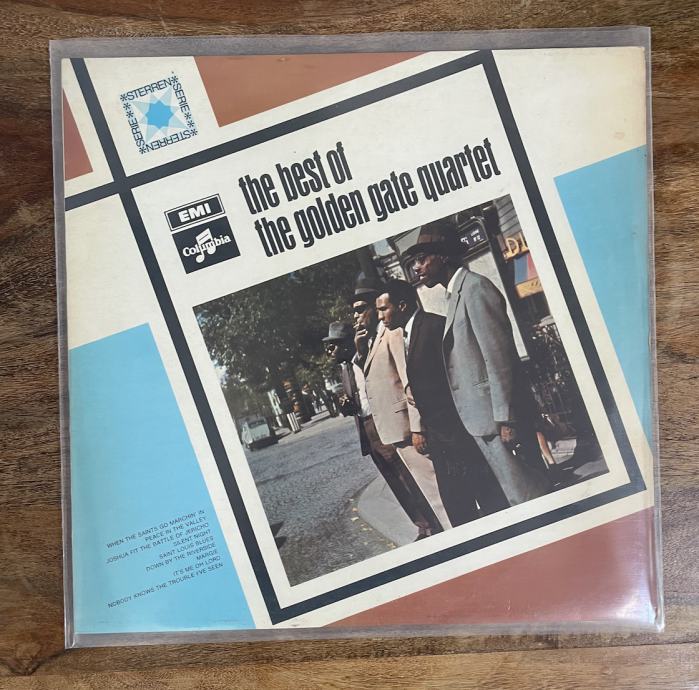 *STERREN*
SERIE*
*STERREN*
SERIE*
EMI
Columbia
the best of
the golden gate quartet
WHEN THE SAINTS GO MARCHIN' IN
PEACE IN THE VALLEY
JOSHUA FIT THE BATTLE OF JERICHO
SILENT NIGHT
SAINT LOUIS BLUES
DOWN BY THE RIVERSIDE
MARGIE
IT'S ME OH LORD
NOBODY KNOWS THE TROUBLE I'VE SEEN